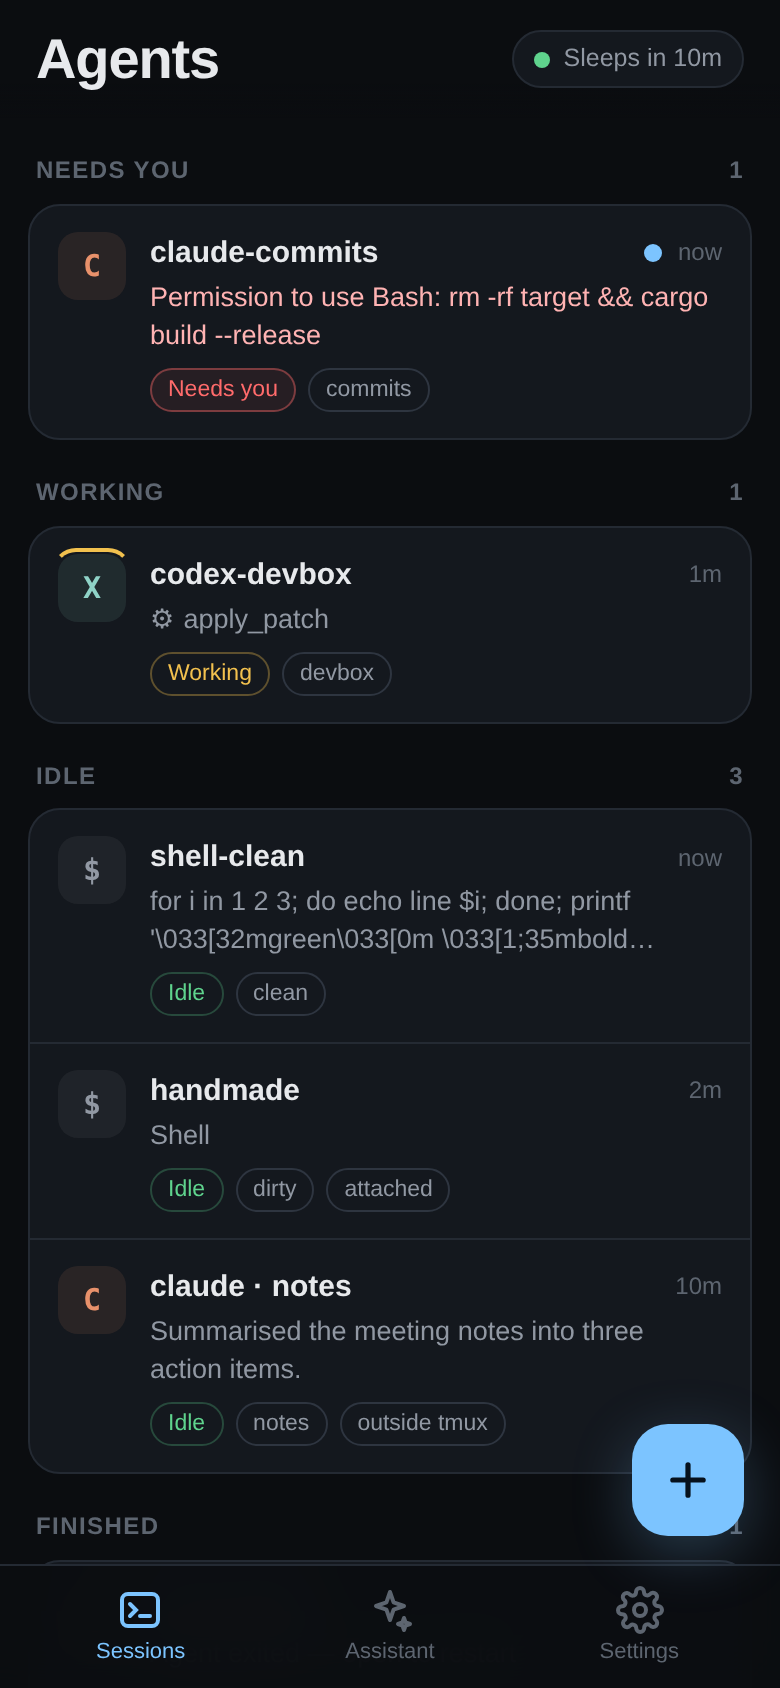 Agents
Sleeps in 10m
NEEDS YOU 1
C
claude-commits now
Permission to use Bash: rm -rf target && cargo
build --release
Needs you commits
WORKING 1
X
codex-devbox 1m
⚙ apply_patch
Working devbox
IDLE 3
$
shell-clean now
for i in 1 2 3; do echo line $i; done; printf
'\033[32mgreen\033[0m \033[1;35mbold…
Idle clean
$
handmade 2m
Shell
Idle dirty attached
C
claude · notes 10m
Summarised the meeting notes into three
action items.
Idle notes outside tmux
FINISHED 1
Sessions Assistant Settings